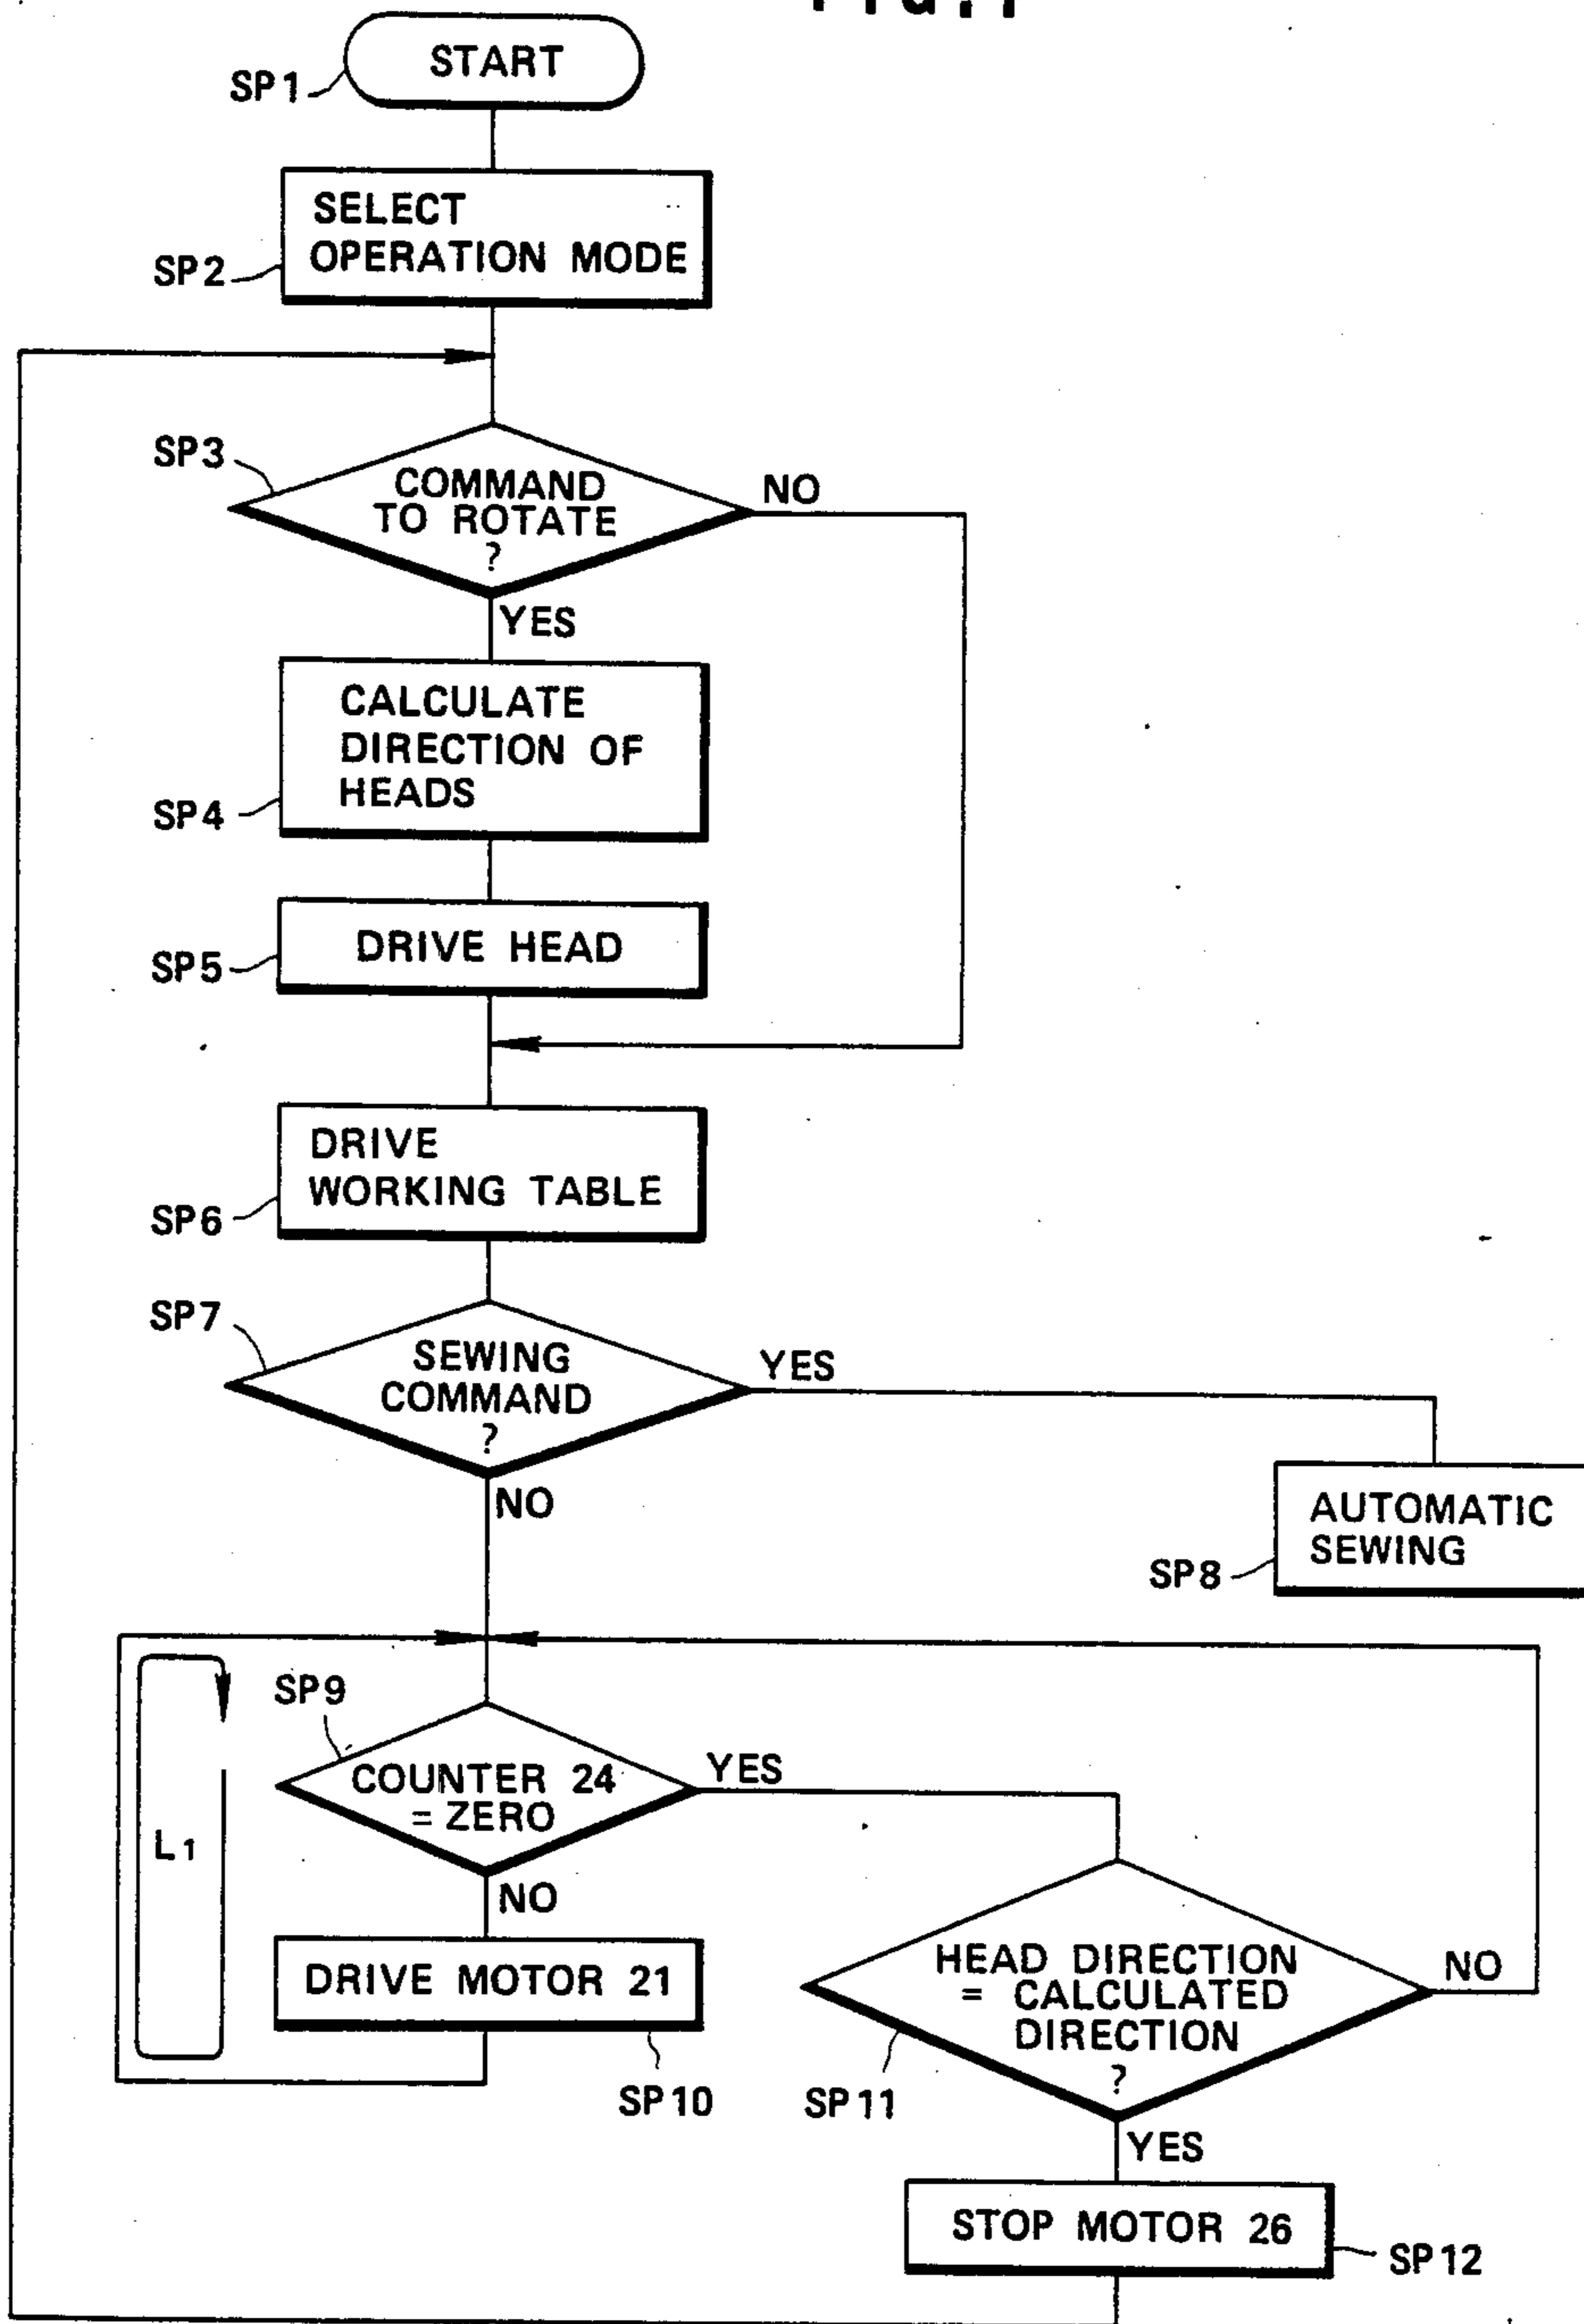 START
SP1
SELECT
OPERATION MODE
SP2
SP3
COMMAND
TO ROTATE
?
NO
YES
CALCULATE
DIRECTION OF
HEADS
SP4
DRIVE HEAD
SP5
DRIVE
WORKING TABLE
SP6
SP7
SEWING
COMMAND
?
YES
NO
AUTOMATIC
SEWING
SP8
SP9
COUNTER 24
= ZERO
YES
L1
NO
DRIVE MOTOR 21
SP10
HEAD DIRECTION
= CALCULATED
DIRECTION
?
NO
SP11
YES
STOP MOTOR 26
SP12